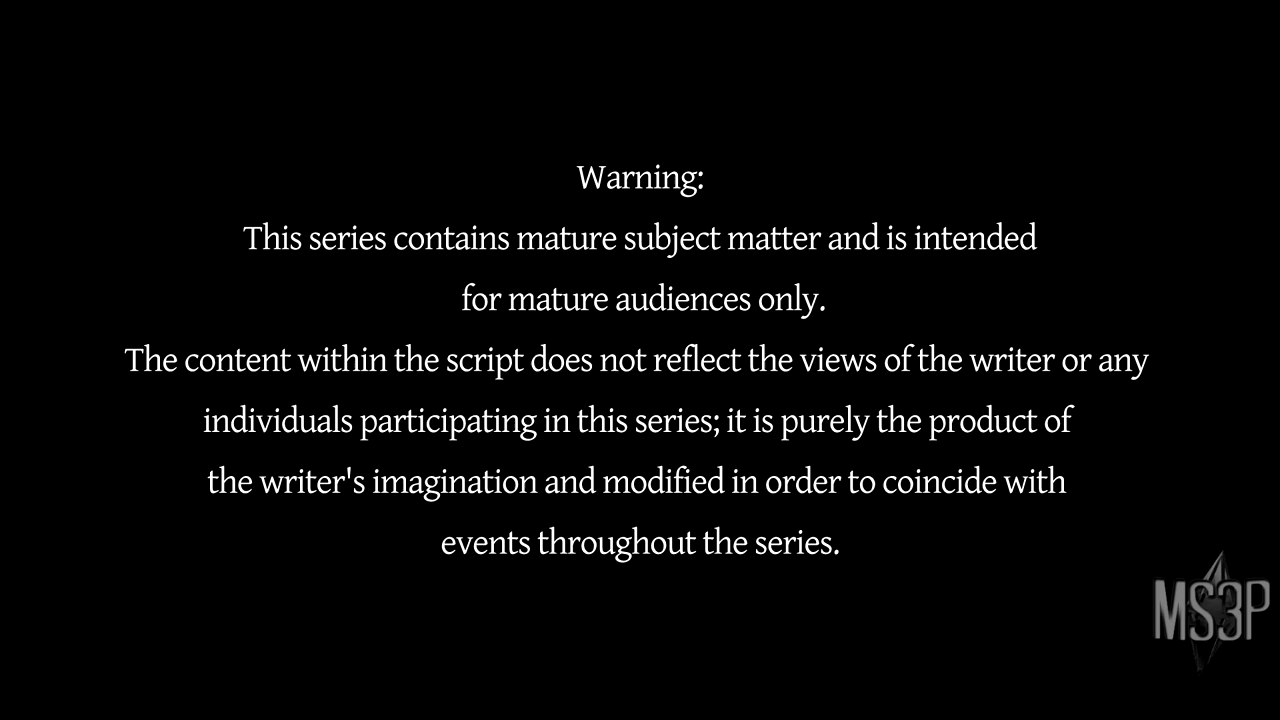 Warning:
This series contains mature subject matter and is intended
for mature audiences only.
The content within the script does not reflect the views of the writer or any
individuals participating in this series; it is purely the product of
the writer's imagination and modified in order to coincide with
events throughout the series.
MS3P